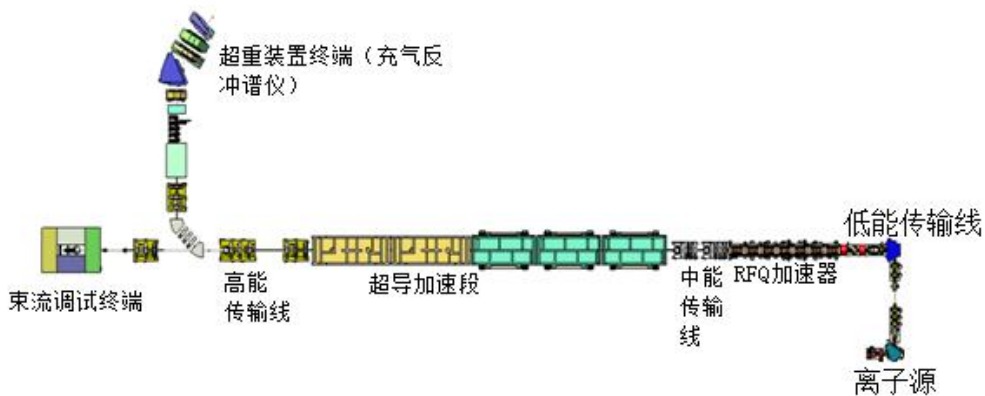 超重装置终端（充气反
冲谱仪）
低能传输线
束流调试终端
高能
传输线
超导加速段
中能
传输
线
RFQ加速器
离子源